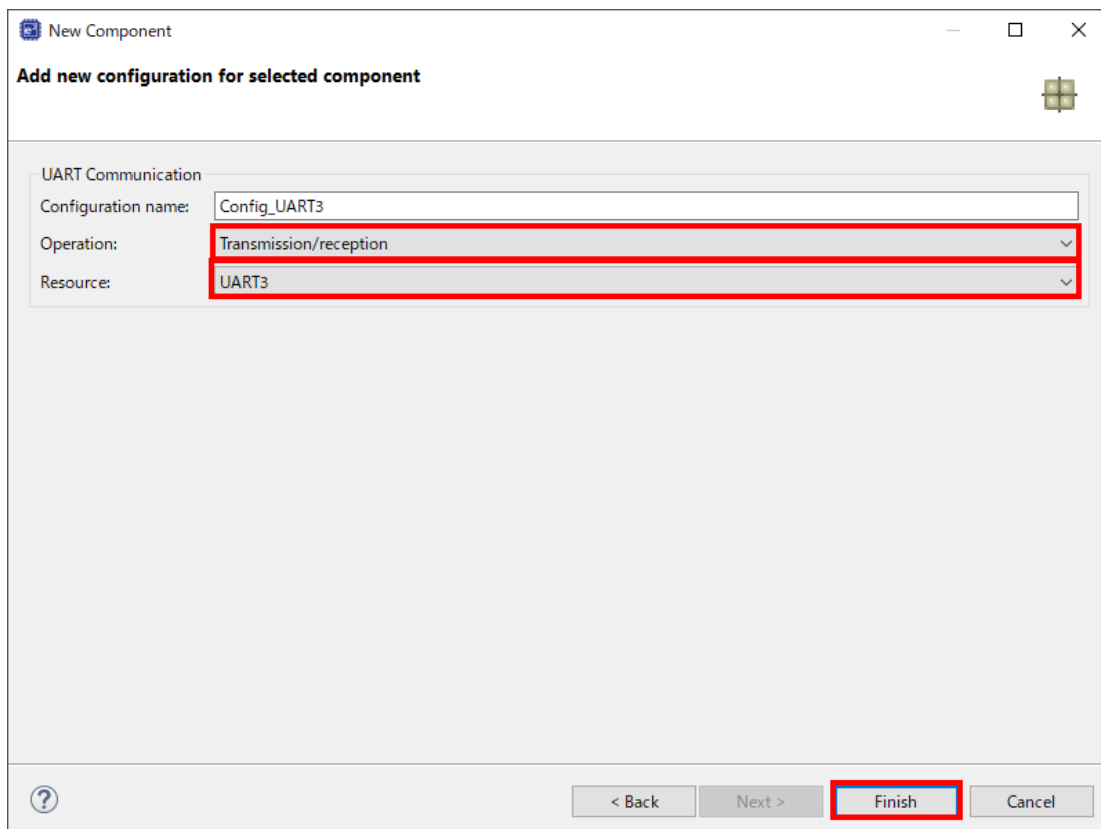 New Component
Add new configuration for selected component
UART Communication
Configuration name: Config_UART3
Operation: Transmission/reception
Resource: UART3
? < Back Next > Finish Cancel